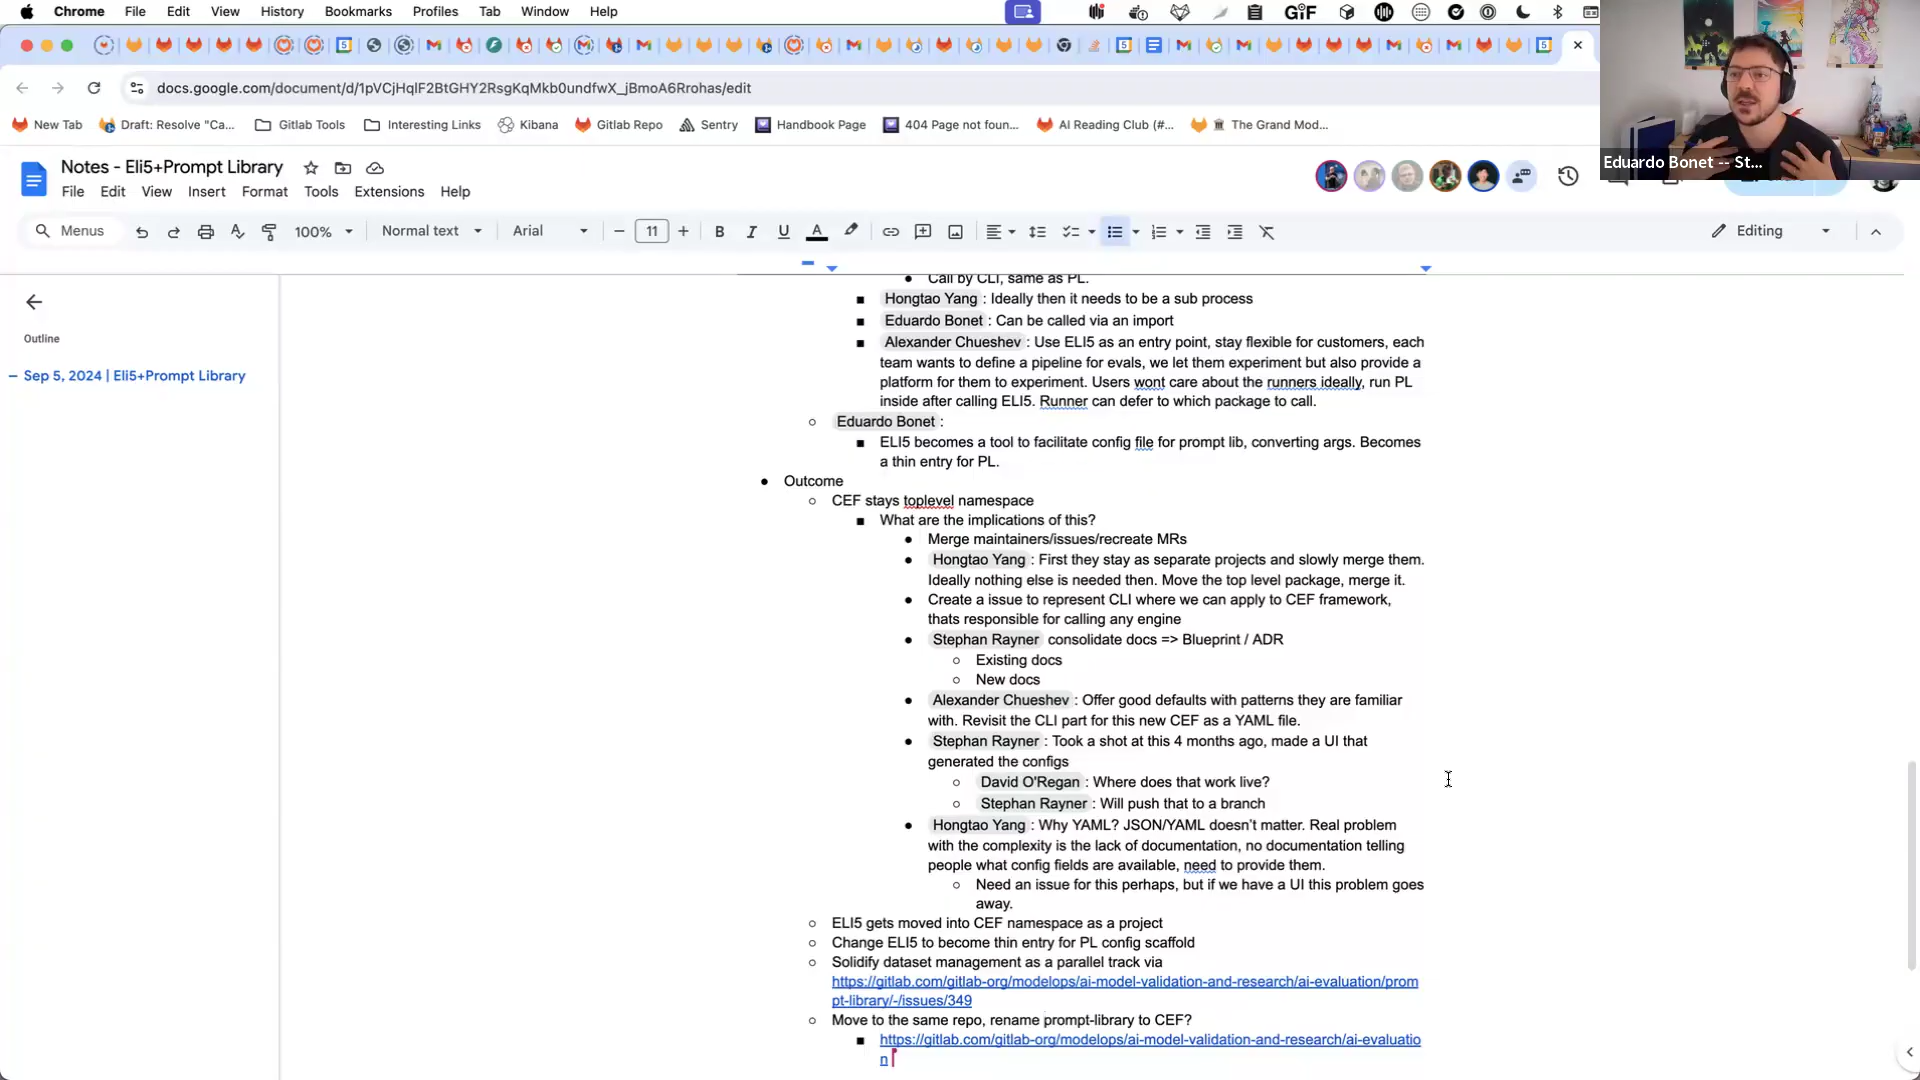 Chrome File Edit View History Bookmarks Profiles Tab Window Help
GIF
docs.google.com/document/d/1pVCjHqlF2BtGHY2RsgKqMkb0undfwX_jBmoA6Rrohas/edit
New Tab Draft: Resolve "Ca... Gitlab Tools Interesting Links Kibana Gitlab Repo Sentry Handbook Page 404 Page not foun... AI Reading Club (#... The Grand Mod...
Eduardo Bonet -- St...
Notes - Eli5+Prompt Library
File Edit View Insert Format Tools Extensions Help
Menus 100% Normal text Arial 11 Editing
Outline
Sep 5, 2024 | Eli5+Prompt Library
Call by CLI, same as PL.
Hongtao Yang : Ideally then it needs to be a sub process
Eduardo Bonet : Can be called via an import
Alexander Chueshev : Use ELI5 as an entry point, stay flexible for customers, each
team wants to define a pipeline for evals, we let them experiment but also provide a
platform for them to experiment. Users wont care about the runners ideally, run PL
inside after calling ELI5. Runner can defer to which package to call.
Eduardo Bonet :
ELI5 becomes a tool to facilitate config file for prompt lib, converting args. Becomes
a thin entry for PL.
Outcome
CEF stays toplevel namespace
What are the implications of this?
Merge maintainers/issues/recreate MRs
Hongtao Yang : First they stay as separate projects and slowly merge them.
Ideally nothing else is needed then. Move the top level package, merge it.
Create a issue to represent CLI where we can apply to CEF framework,
thats responsible for calling any engine
Stephan Rayner consolidate docs => Blueprint / ADR
Existing docs
New docs
Alexander Chueshev : Offer good defaults with patterns they are familiar
with. Revisit the CLI part for this new CEF as a YAML file.
Stephan Rayner : Took a shot at this 4 months ago, made a UI that
generated the configs
David O'Regan : Where does that work live?
Stephan Rayner : Will push that to a branch
Hongtao Yang : Why YAML? JSON/YAML doesn't matter. Real problem
with the complexity is the lack of documentation, no documentation telling
people what config fields are available, need to provide them.
Need an issue for this perhaps, but if we have a UI this problem goes
away.
ELI5 gets moved into CEF namespace as a project
Change ELI5 to become thin entry for PL config scaffold
Solidify dataset management as a parallel track via
https://gitlab.com/gitlab-org/modelops/ai-model-validation-and-research/ai-evaluation/prom
pt-library/-/issues/349
Move to the same repo, rename prompt-library to CEF?
https://gitlab.com/gitlab-org/modelops/ai-model-validation-and-research/ai-evaluatio
n